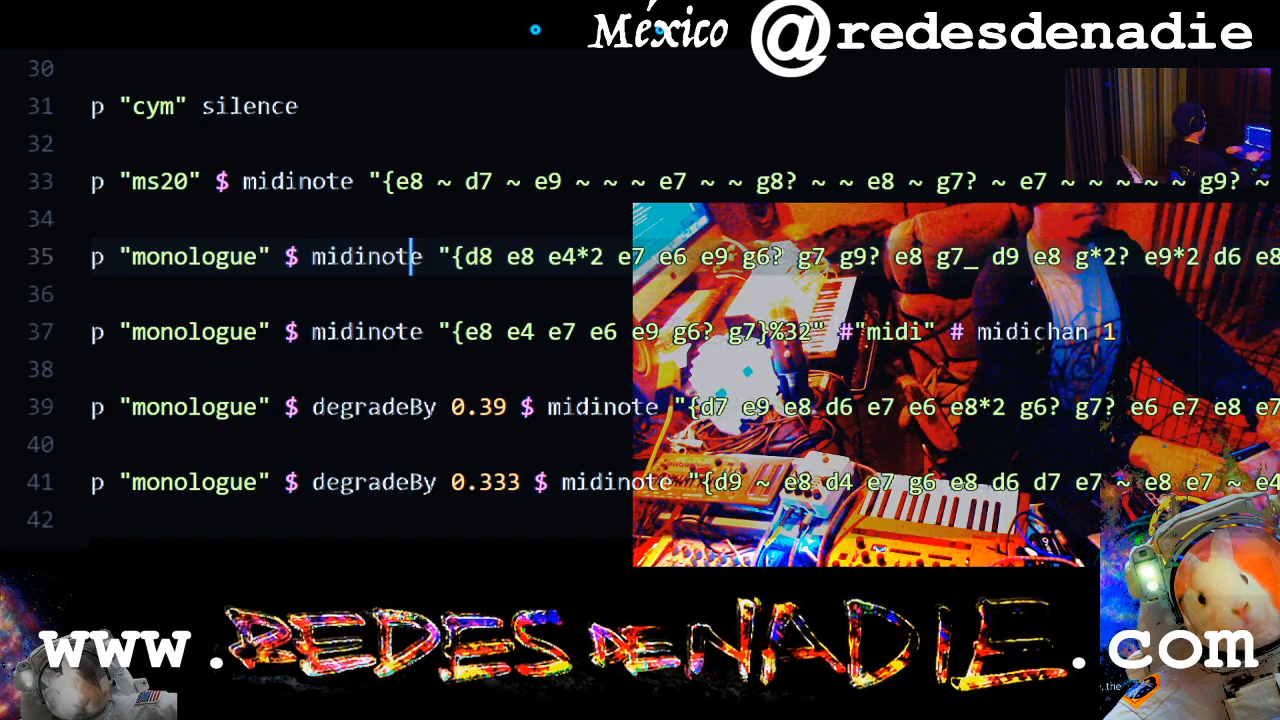 México @redesdenadie
30
31 p "cym" silence
32
33 p "ms20" $ midinote "{e8 ~ d7 ~ e9 ~ ~ ~ e7 ~ ~ g8? ~ ~ e8 ~ g7? ~ e7 ~ ~ ~ ~ ~ g9? ~
34
35 p "monologue" $ midinote "{d8 e8 e4*2 e7 e6 e9 g6? g7 g9? e8 g7_ d9 e8 g*2? e9*2 d6 e8
36
37 p "monologue" $ midinote "{e8 e4 e7 e6 e9 g6? g7}%32" #"midi" # midichan 1
38
39 p "monologue" $ degradeBy 0.39 $ midinote "{d7 e9 e8 d6 e7 e6 e8*2 g6? g7? e6 e7 e8 e7
40
41 p "monologue" $ degradeBy 0.333 $ midinote "{d9 ~ e8 d4 e7 g6 e8 d6 d7 e7 ~ e8 e7 ~ e4
42
www.REDES DE NADIE.com
, the